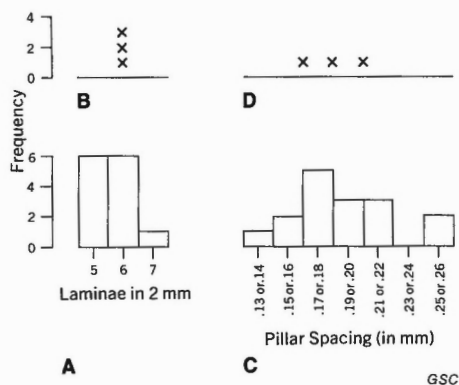 4
2
0
B
D
Frequency
6
4
2
0
5 6 7
.13 or .14
.15 or .16
.17 or .18
.19 or .20
.21 or .22
.23 or .24
.25 or .26
Laminae in 2 mm
Pillar Spacing (in mm)
A
C
GSC